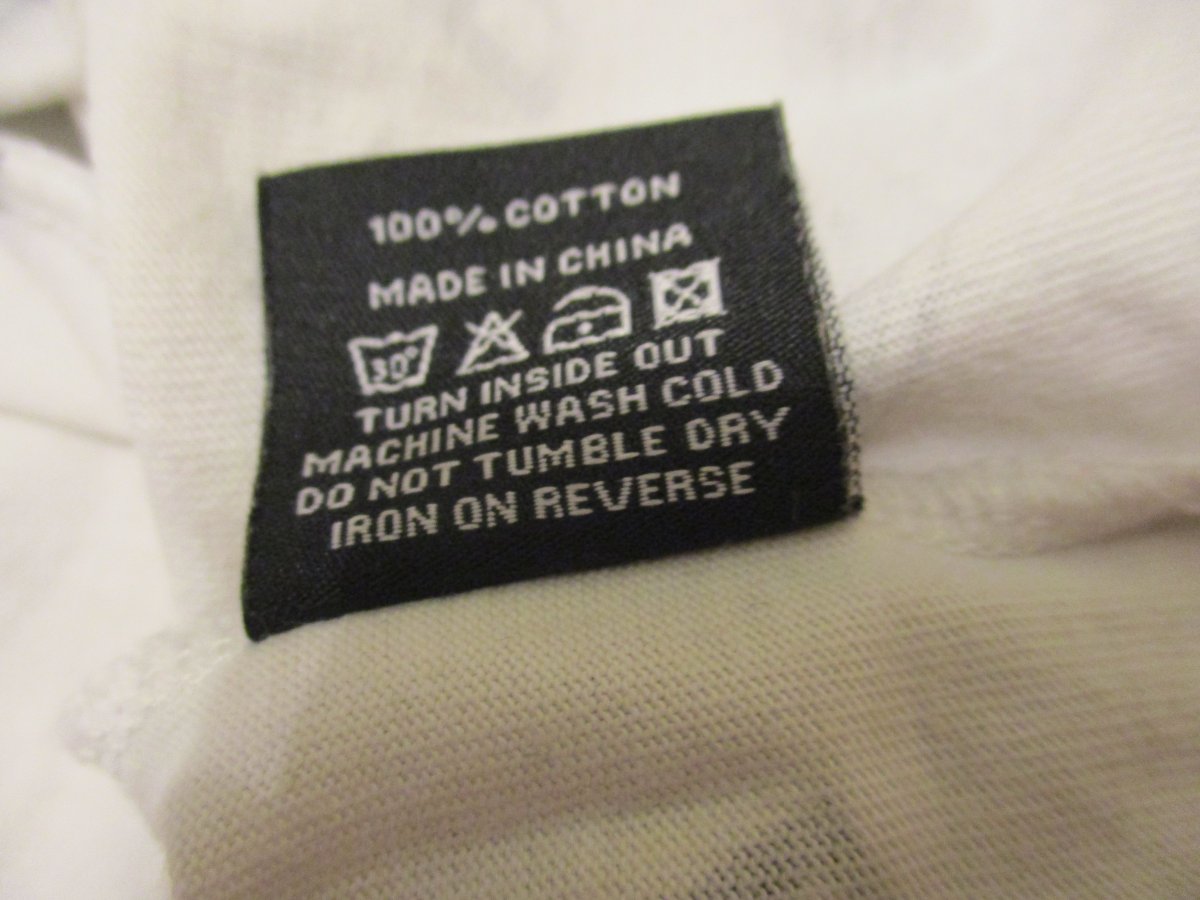 100% COTTON
MADE IN CHINA
30°
TURN INSIDE OUT
MACHINE WASH COLD
DO NOT TUMBLE DRY
IRON ON REVERSE